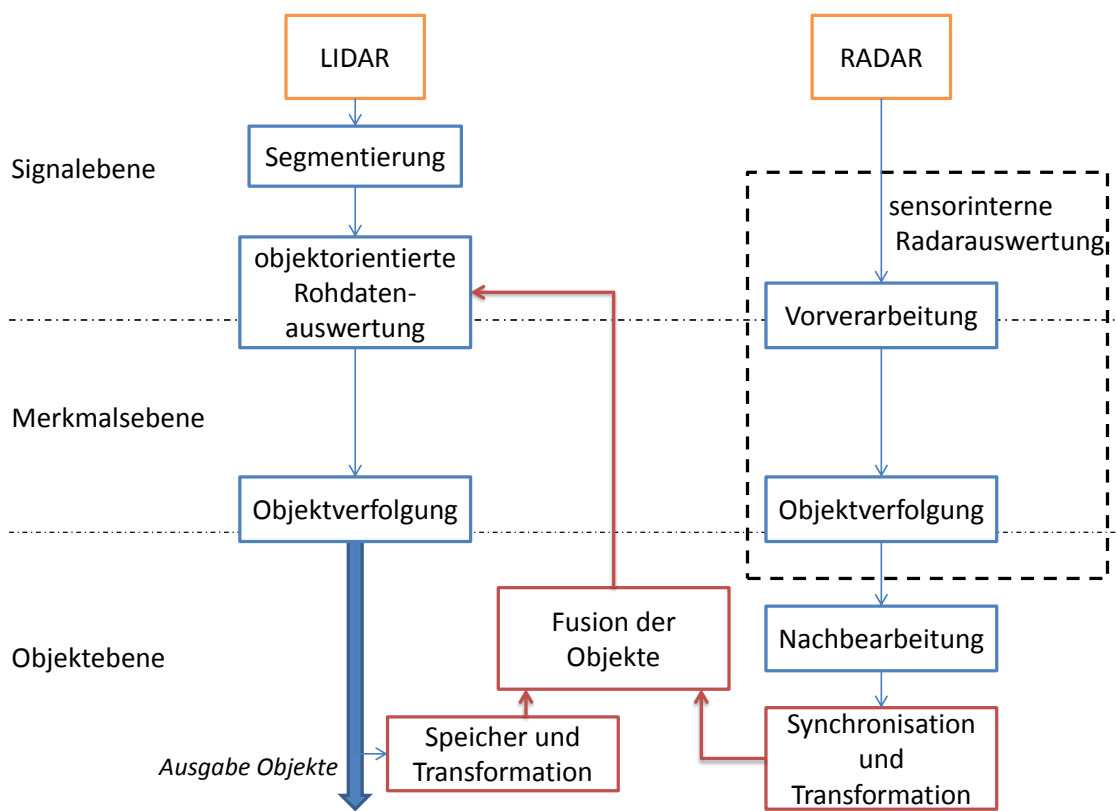 LIDAR
RADAR
Segmentierung
Signalebene
sensorinterne
Radarauswertung
objektorientierte
Rohdaten-
auswertung
Vorverarbeitung
Merkmalsebene
Objektverfolgung
Objektverfolgung
Fusion der
Objekte
Nachbearbeitung
Objektebene
Speicher und
Transformation
Synchronisation
und
Transformation
Ausgabe Objekte